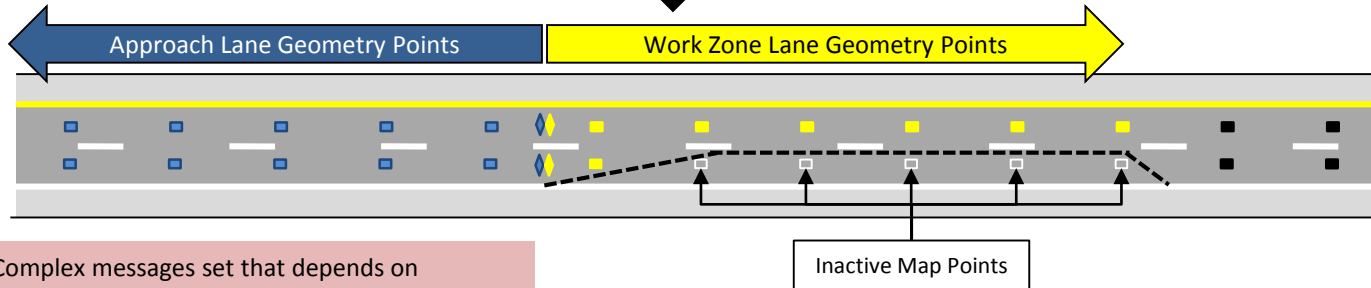 Approach Lane Geometry Points
Work Zone Lane Geometry Points
Inactive Map Points
Complex messages set that depends on